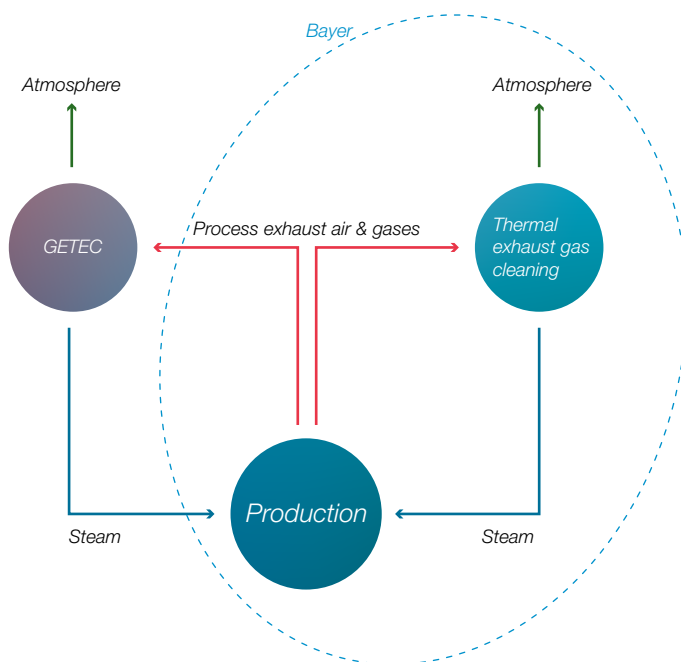 Bayer
Atmosphere
Atmosphere
Process exhaust air & gases
GETEC
Thermal
exhaust gas
cleaning
Production
Steam
Steam